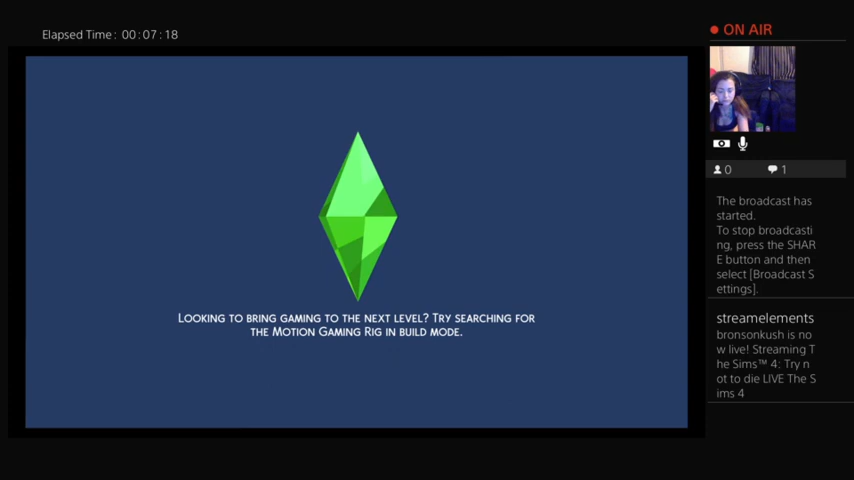 Elapsed Time: 00:07:18
ON AIR
0
1
The broadcast has
started.
To stop broadcasti
ng, press the SHAR
E button and then
select [Broadcast S
ettings].
LOOKING TO BRING GAMING TO THE NEXT LEVEL? TRY SEARCHING FOR
THE MOTION GAMING RIG IN BUILD MODE.
streamelements
bronsonkush is no
w live! Streaming T
he Sims™ 4: Try n
ot to die LIVE The S
ims 4